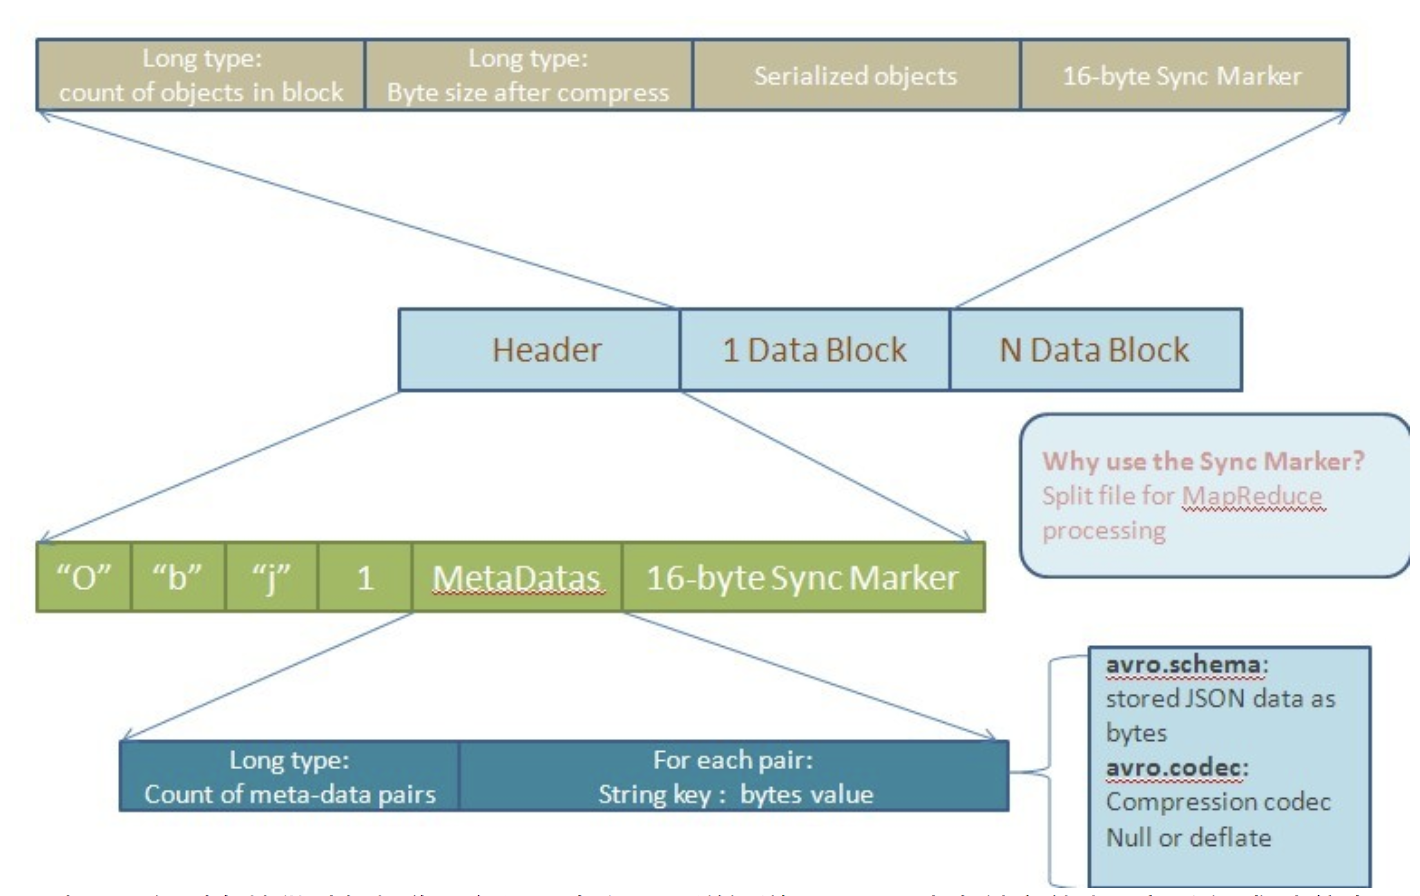 Long type:
count of objects in block
Long type:
Byte size after compress
Serialized objects
16-byte Sync Marker
Header
1 Data Block
N Data Block
Why use the Sync Marker?
Split file for MapReduce
processing
“O”
“b”
“j”
1
MetaDatas
16-byte Sync Marker
Long type:
Count of meta-data pairs
For each pair:
String key : bytes value
avro.schema:
stored JSON data as
bytes
avro.codec:
Compression codec
Null or deflate